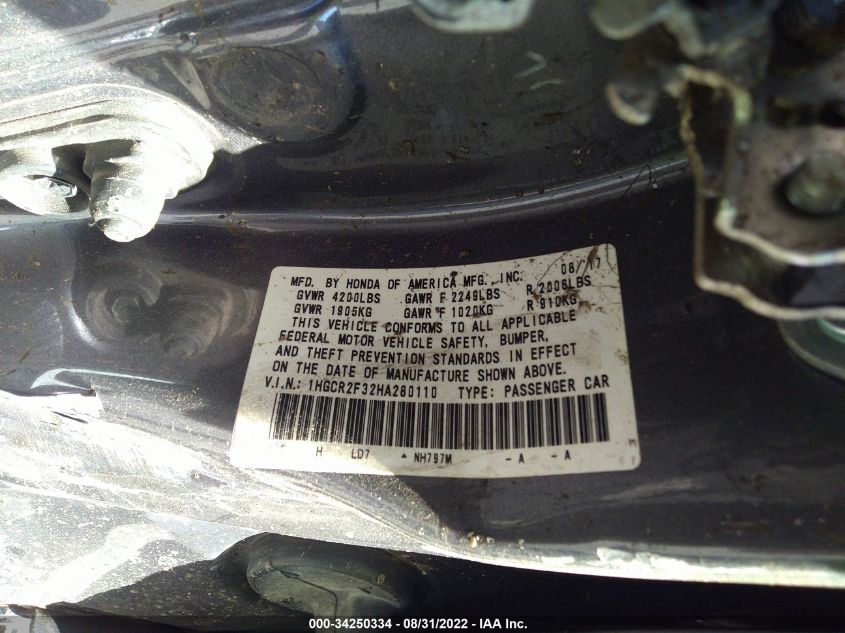 MFD. BY HONDA OF AMERICA MFG., INC. 08/17
GVWR 4200LBS GAWR F 2249LBS R 2006LBS
GVWR 1905KG GAWR F 1020KG R 910KG
THIS VEHICLE CONFORMS TO ALL APPLICABLE
FEDERAL MOTOR VEHICLE SAFETY, BUMPER,
AND THEFT PREVENTION STANDARDS IN EFFECT
ON THE DATE OF MANUFACTURE SHOWN ABOVE.
V.I.N.: 1HGCR2F32HA280110 TYPE: PASSENGER CAR
H LD7 ▲ NH797M -A -A
000-34250334 - 08/31/2022 - IAA Inc.